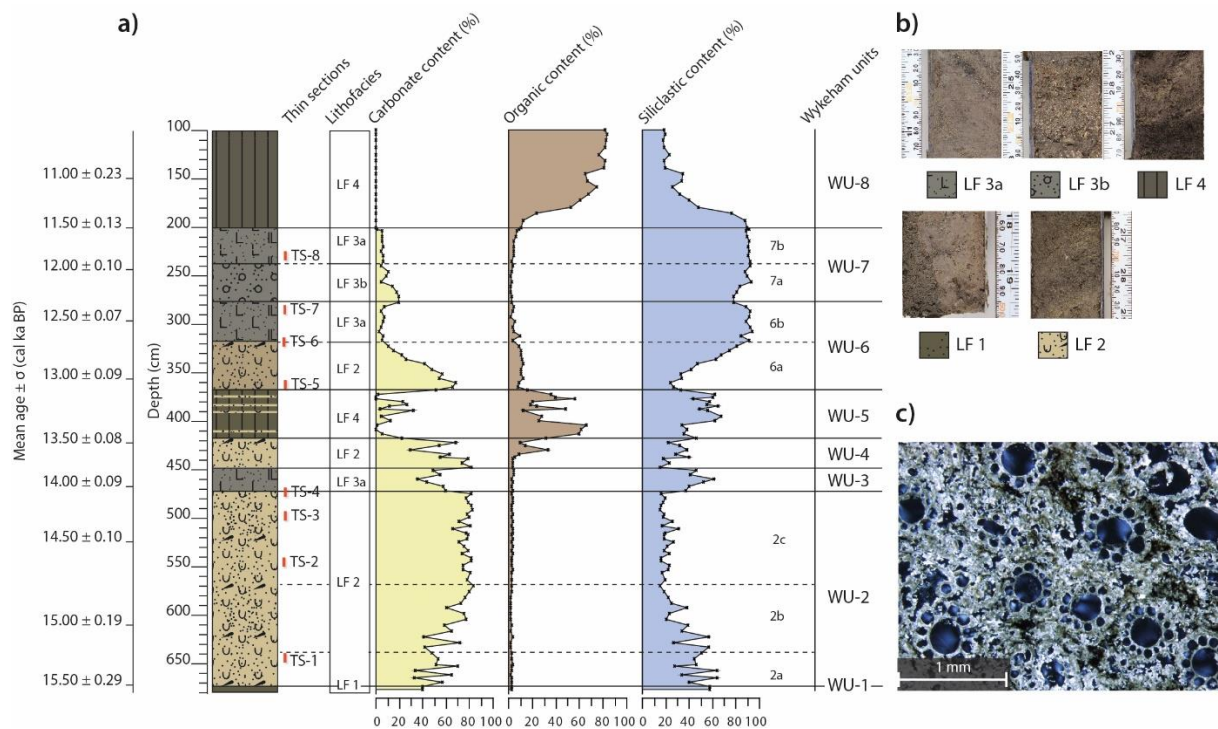 a)
b)
Mean age ± σ (cal ka BP)
Depth (cm)
Thin sections
Lithofacies
Carbonate content (%)
Organic content (%)
Siliclastic content (%)
Wykeham units
11.00 ± 0.23
11.50 ± 0.13
12.00 ± 0.10
12.50 ± 0.07
13.00 ± 0.09
13.50 ± 0.08
14.00 ± 0.09
14.50 ± 0.10
15.00 ± 0.19
15.50 ± 0.29
100
150
200
250
300
350
400
450
500
550
600
650
TS-8
TS-7
TS-6
TS-5
TS-4
TS-3
TS-2
TS-1
LF 4
LF 3a
LF 3b
LF 3a
LF 2
LF 4
LF 2
LF 3a
LF 2
LF 1
0 20 40 60 80 100
0 20 40 60 80 100
0 20 40 60 80 100
7b
7a
6b
6a
2c
2b
2a
WU-8
WU-7
WU-6
WU-5
WU-4
WU-3
WU-2
WU-1
LF 3a
LF 3b
LF 4
LF 1
LF 2
c)
1 mm